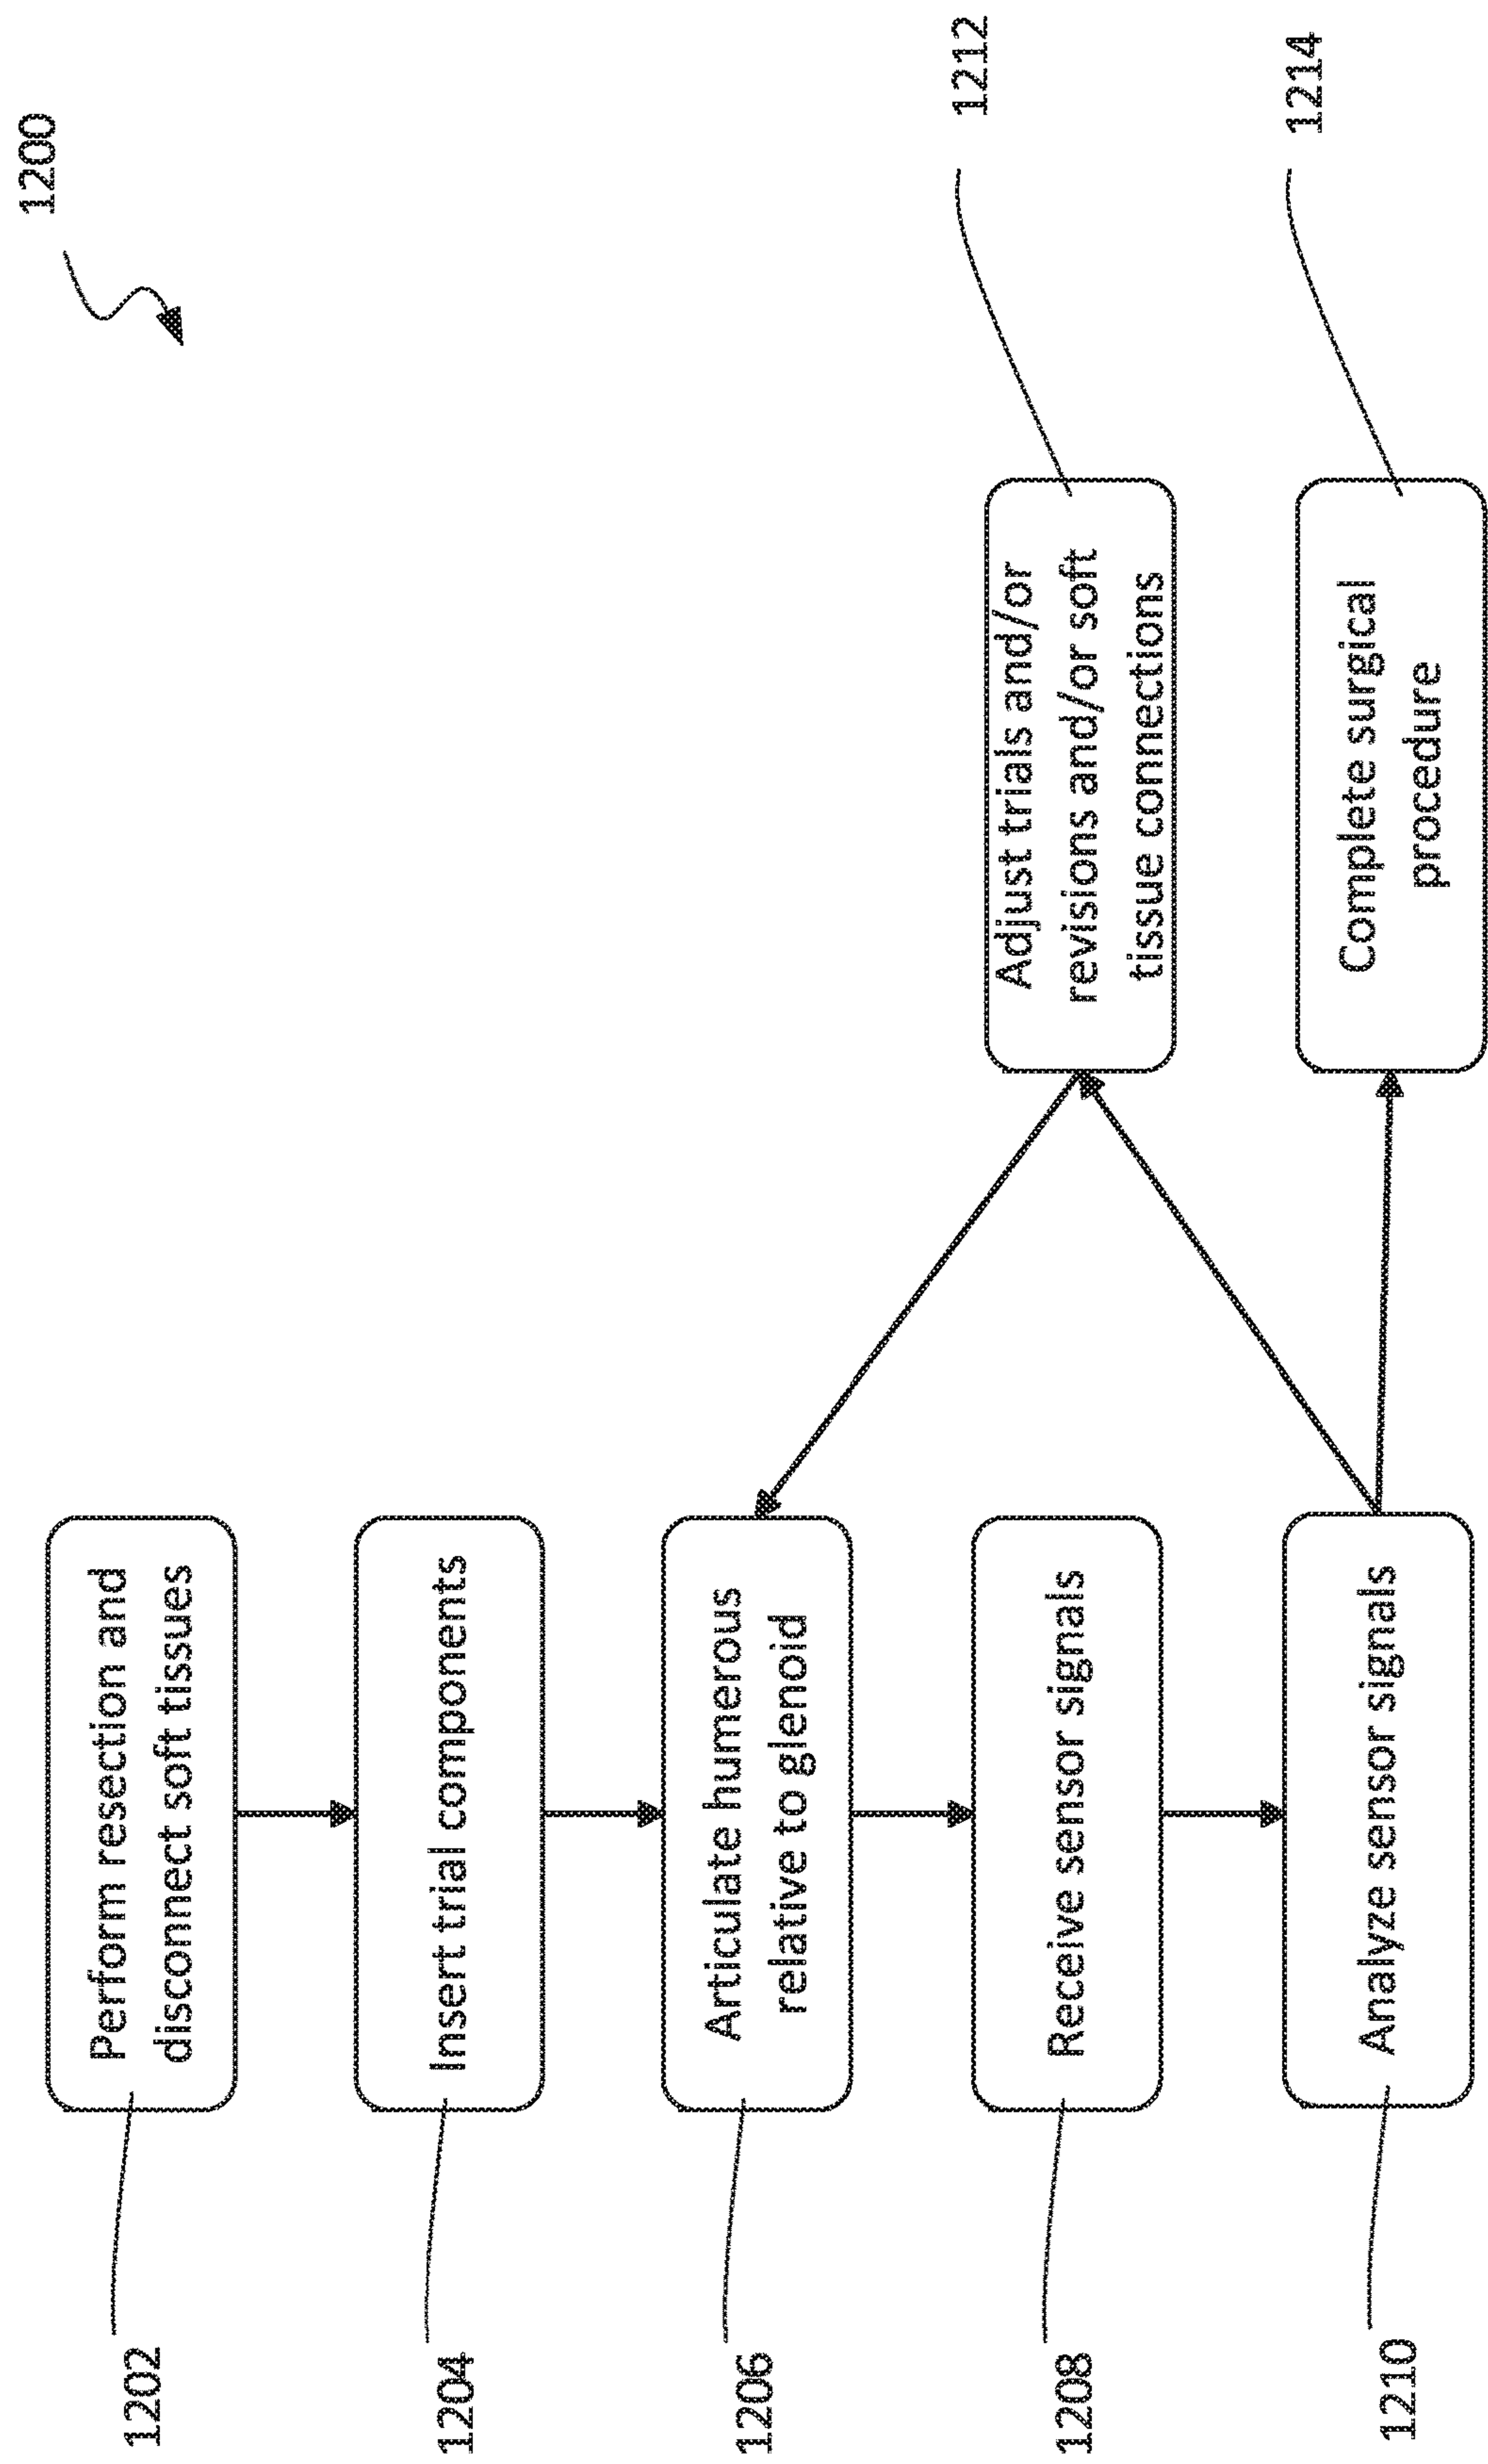 1200
1202
Perform resection and
disconnect soft tissues
1204
Insert trial components
1206
Articulate humerous
relative to glenoid
1208
Receive sensor signals
1210
Analyze sensor signals
1212
Adjust trials and/or
revisions and/or soft
tissue connections
1214
Complete surgical
procedure